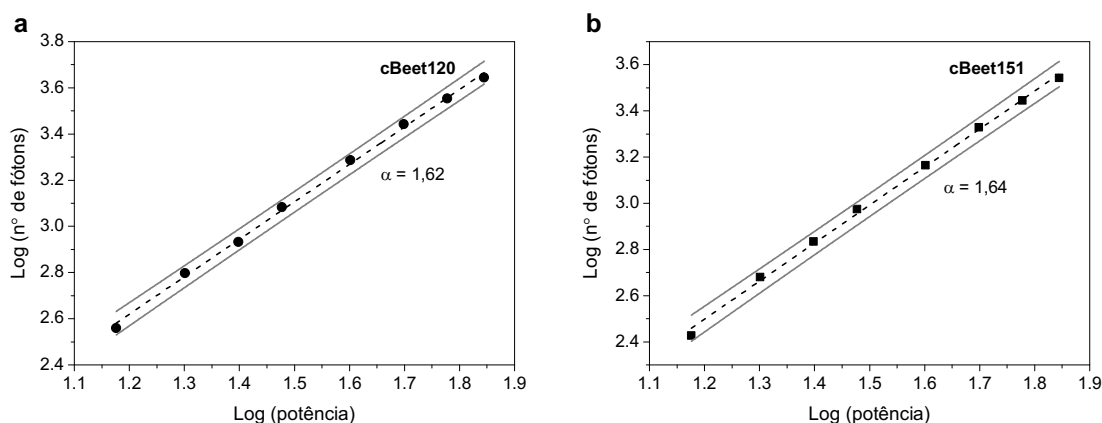 a
cBeet120
α = 1,62
Log (n° de fótons)
3.8
3.6
3.4
3.2
3.0
2.8
2.6
2.4
1.1 1.2 1.3 1.4 1.5 1.6 1.7 1.8 1.9
Log (potência)
b
cBeet151
α = 1,64
Log (n° de fótons)
3.6
3.4
3.2
3.0
2.8
2.6
2.4
1.1 1.2 1.3 1.4 1.5 1.6 1.7 1.8 1.9
Log (potência)